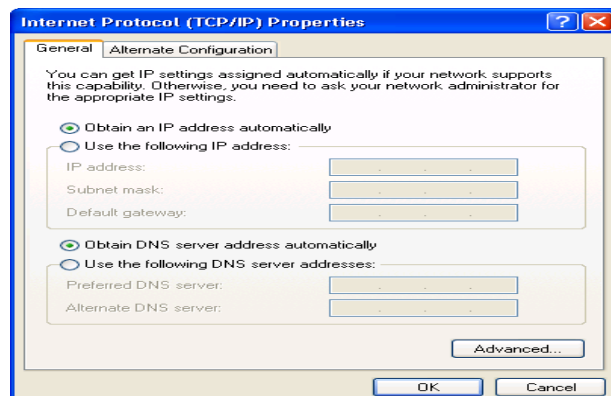 Internet Protocol (TCP/IP) Properties
General Alternate Configuration
You can get IP settings assigned automatically if your network supports
this capability. Otherwise, you need to ask your network administrator for
the appropriate IP settings.
Obtain an IP address automatically
Use the following IP address:
IP address:
Subnet mask:
Default gateway:
Obtain DNS server address automatically
Use the following DNS server addresses:
Preferred DNS server:
Alternate DNS server:
Advanced...
OK Cancel